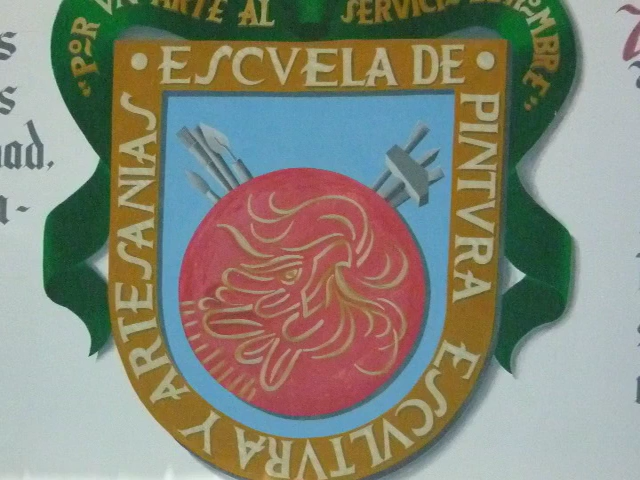 "POR UN ARTE AL SERVICIO DEL HOMBRE"
• ESCVELA DE •
PINTVRA ESCVLTVRA Y ARTESANIAS